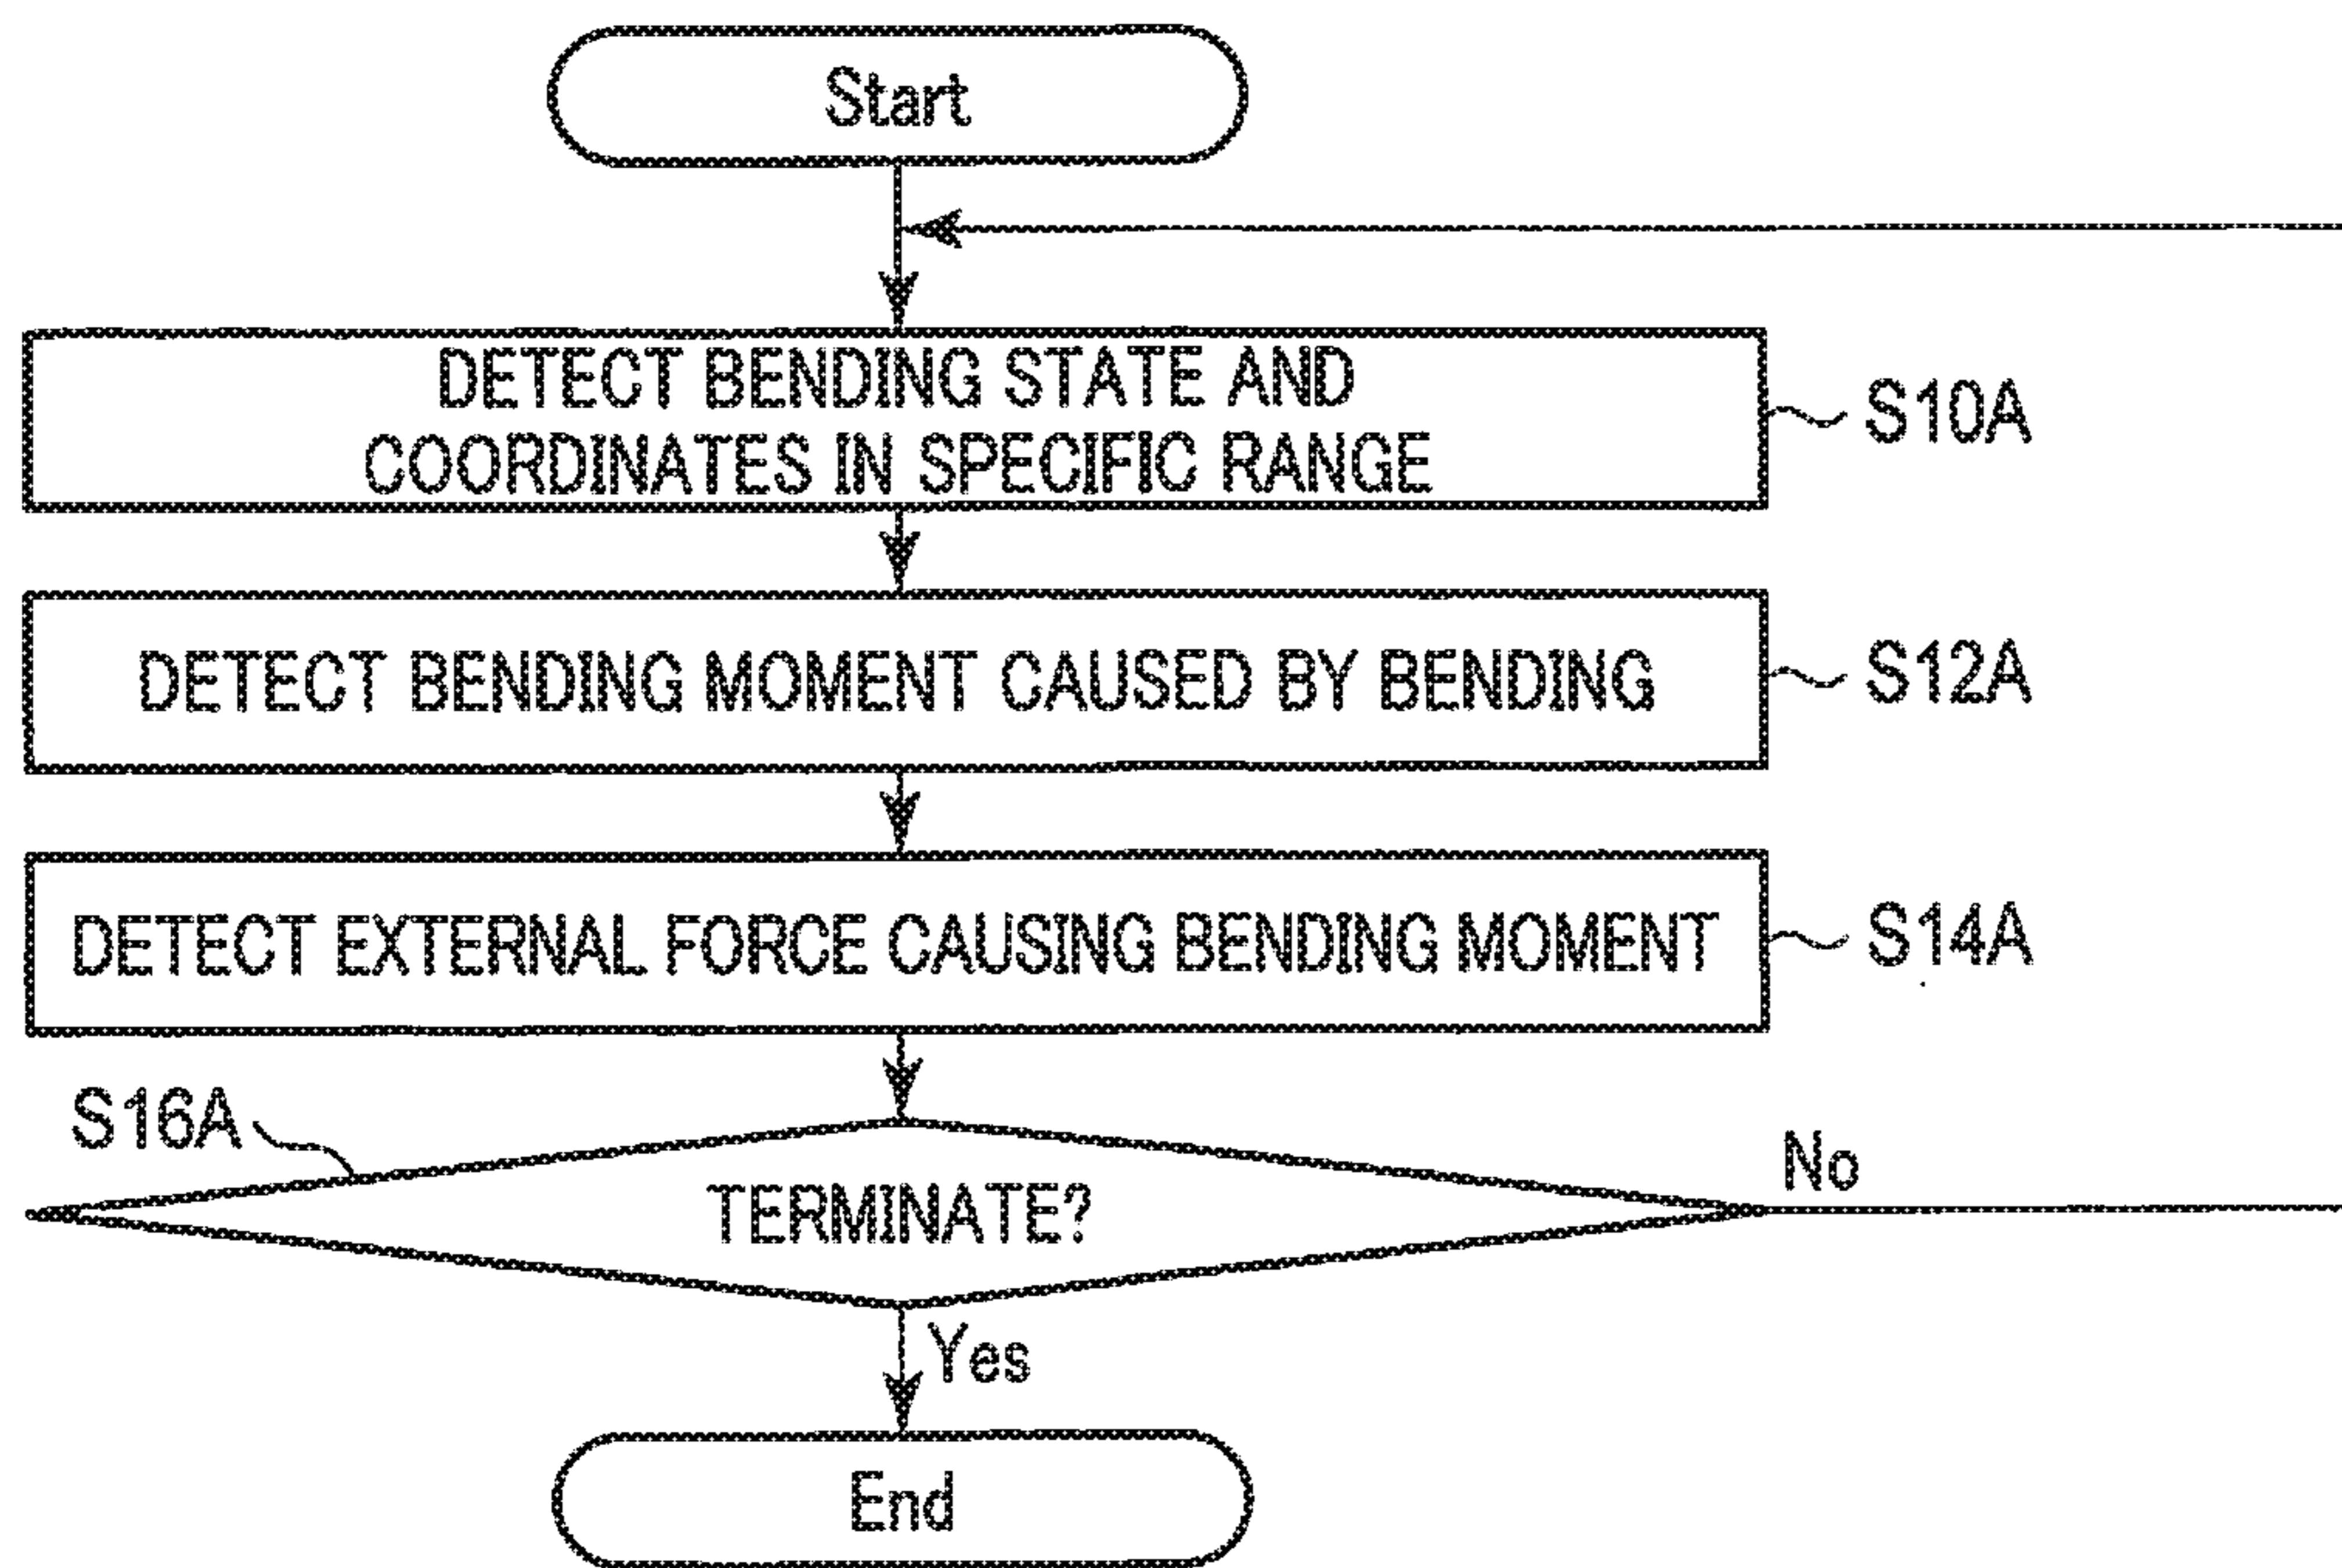 Start
DETECT BENDING STATE AND
COORDINATES IN SPECIFIC RANGE
S10A
DETECT BENDING MOMENT CAUSED BY BENDING
S12A
DETECT EXTERNAL FORCE CAUSING BENDING MOMENT
S14A
S16A
TERMINATE?
No
Yes
End